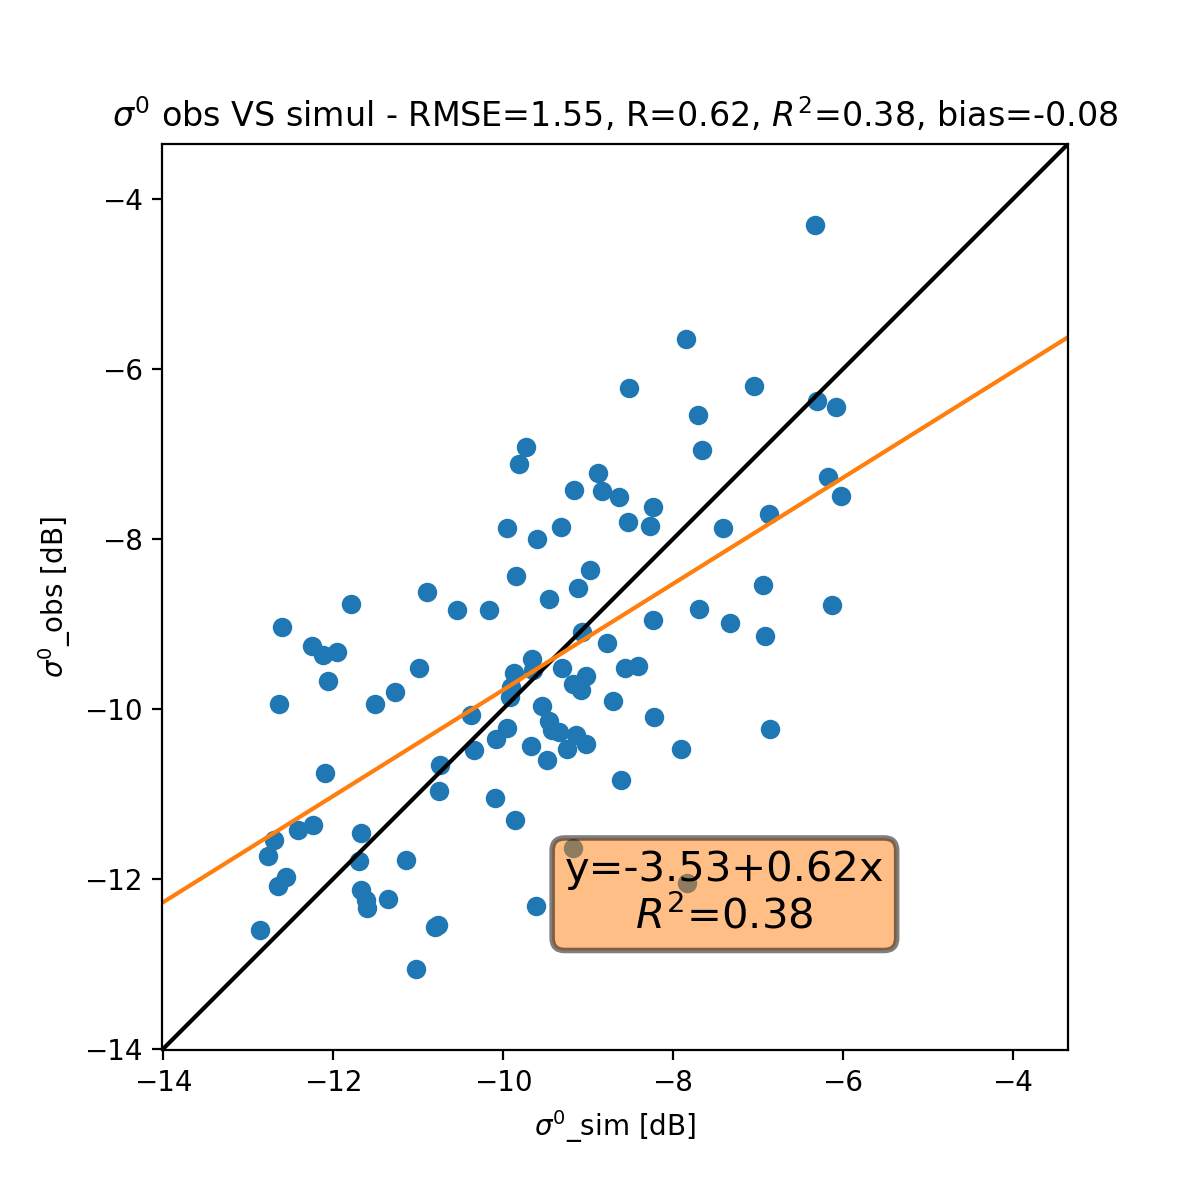 σ⁰ obs VS simul - RMSE=1.55, R=0.62, R²=0.38, bias=-0.08
−4
−6
−8
−10
−12
−14
σ⁰_obs [dB]
y=-3.53+0.62x
R²=0.38
−14 −12 −10 −8 −6 −4
σ⁰_sim [dB]